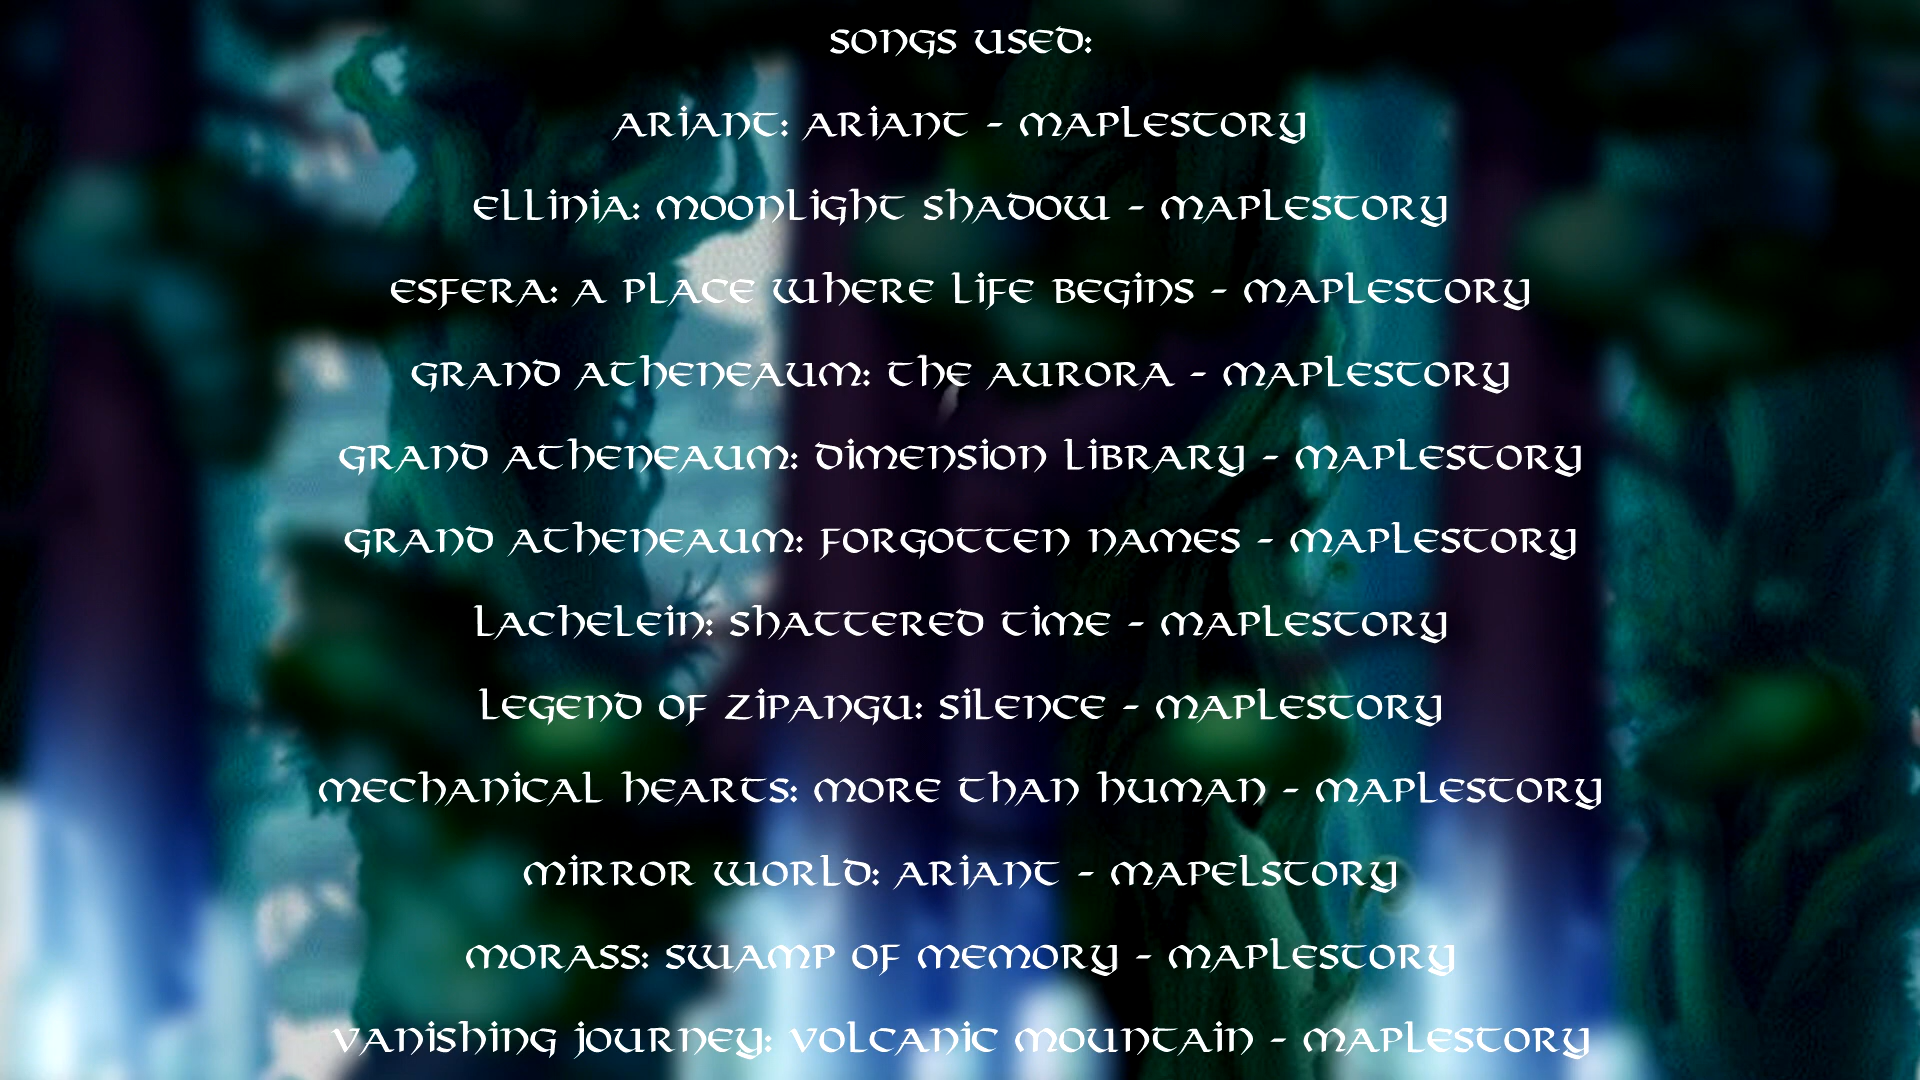 SONGS USED:
ARIANT: ARIANT - MAPLESTORY
ELLINIA: MOONLIGHT SHADOW - MAPLESTORY
ESFERA: A PLACE WHERE LIFE BEGINS - MAPLESTORY
GRAND ATHENEAUM: THE AURORA - MAPLESTORY
GRAND ATHENEAUM: DIMENSION LIBRARY - MAPLESTORY
GRAND ATHENEAUM: FORGOTTEN NAMES - MAPLESTORY
LACHELEIN: SHATTERED TIME - MAPLESTORY
LEGEND OF ZIPANGU: SILENCE - MAPLESTORY
MECHANICAL HEARTS: MORE THAN HUMAN - MAPLESTORY
MIRROR WORLD: ARIANT - MAPELSTORY
MORASS: SWAMP OF MEMORY - MAPLESTORY
VANISHING JOURNEY: VOLCANIC MOUNTAIN - MAPLESTORY